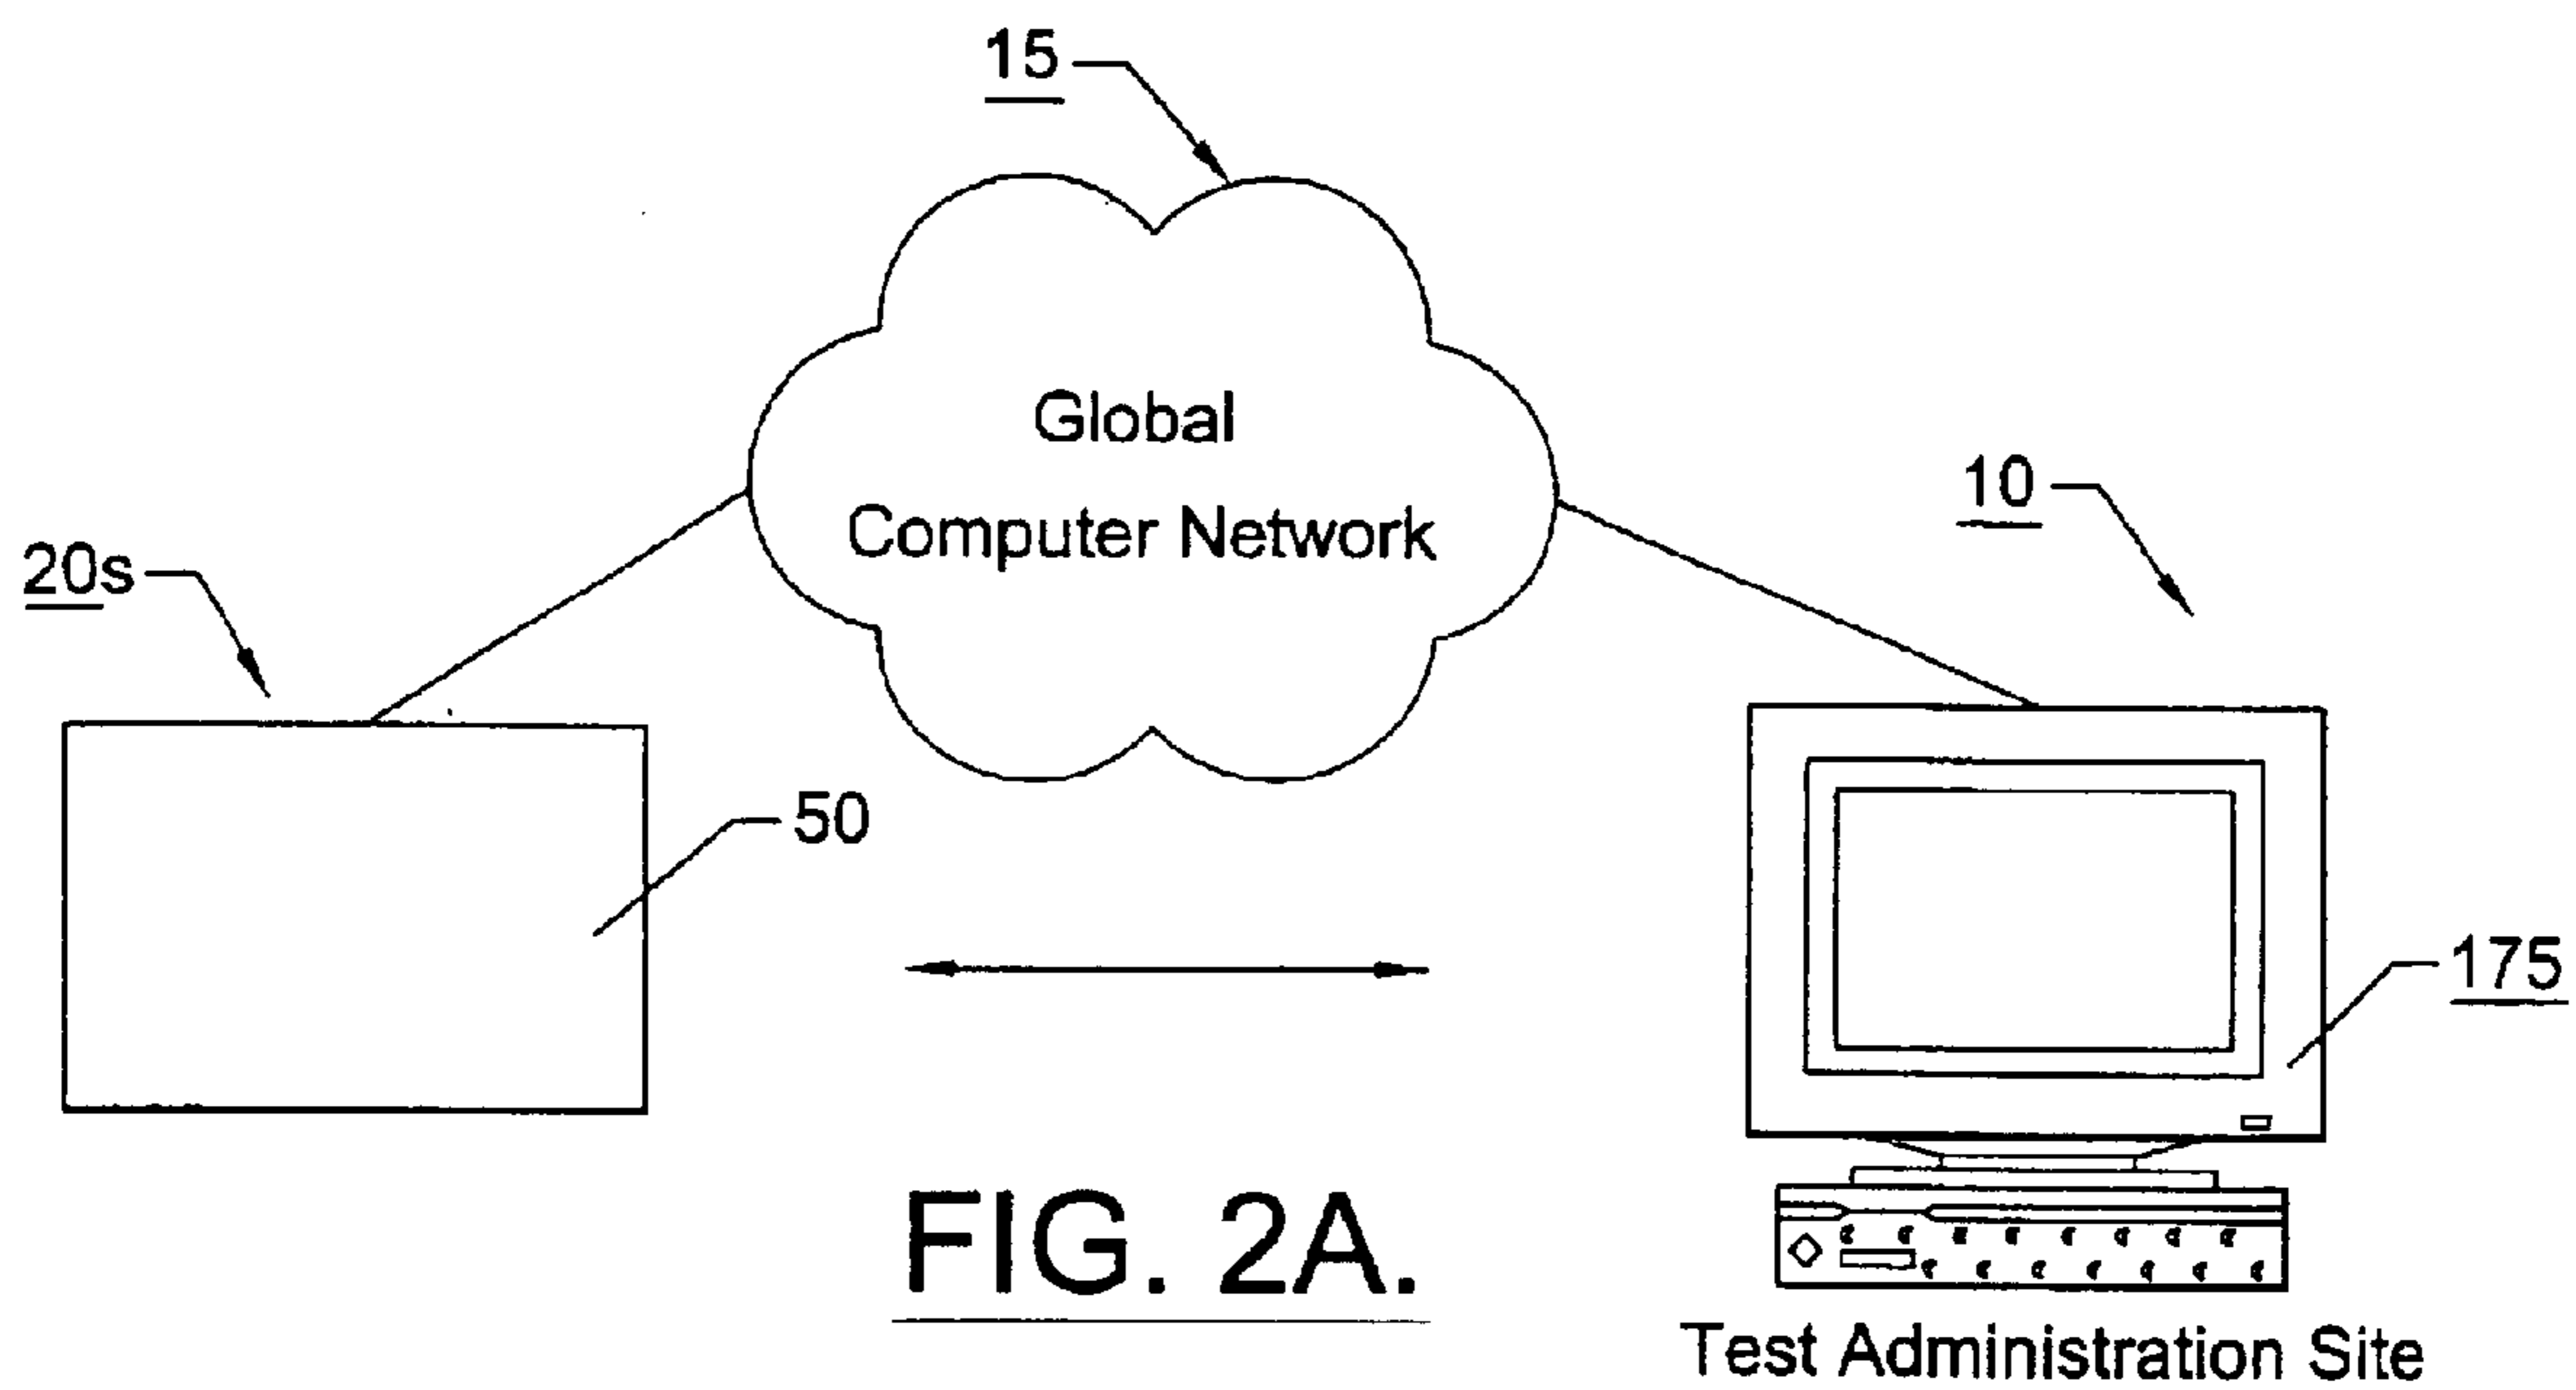 15
Global
Computer Network
10
20s
50
175
FIG. 2A.
Test Administration Site